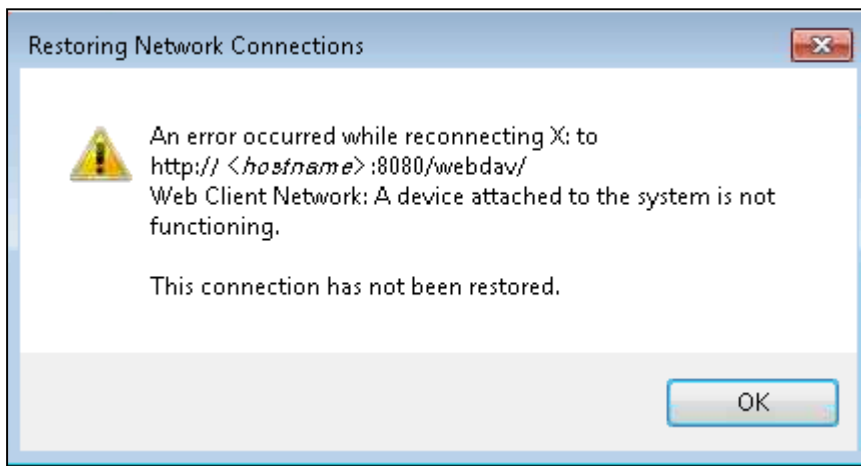 Restoring Network Connections
An error occurred while reconnecting X: to
http:// <hostname>:8080/webdav/
Web Client Network: A device attached to the system is not
functioning.
This connection has not been restored.
OK